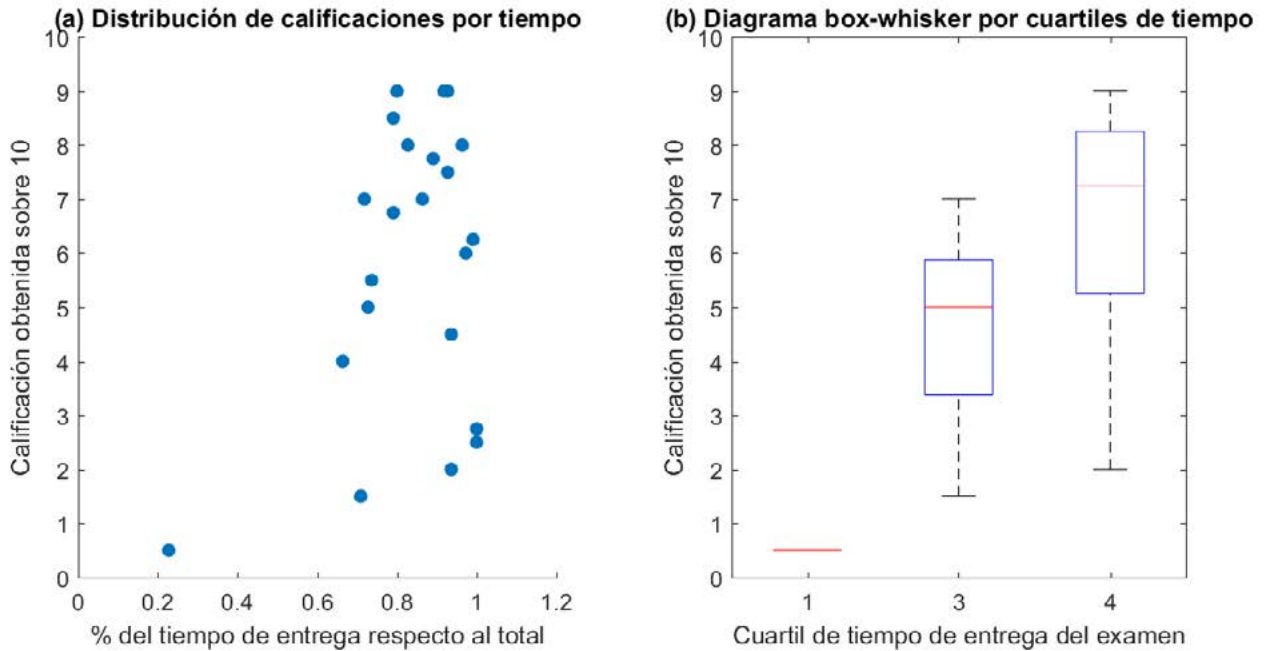 (a) Distribución de calificaciones por tiempo
10
9
8
7
6
5
4
3
2
1
0
0 0.2 0.4 0.6 0.8 1 1.2
Calificación obtenida sobre 10
% del tiempo de entrega respecto al total
(b) Diagrama box-whisker por cuartiles de tiempo
10
9
8
7
6
5
4
3
2
1
0
1 3 4
Calificación obtenida sobre 10
Cuartil de tiempo de entrega del examen